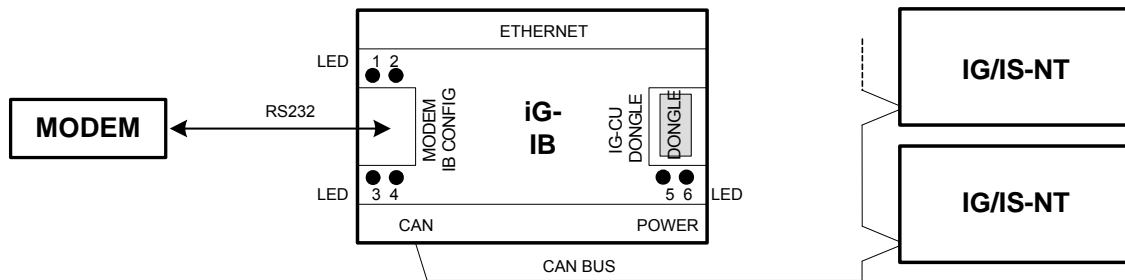 ETHERNET
LED
1 2
MODEM
RS232
MODEM
IB CONFIG
iG-
IB
IG-CU
DONGLE
DONGLE
LED
3 4
5 6
LED
CAN
POWER
CAN BUS
IG/IS-NT
IG/IS-NT